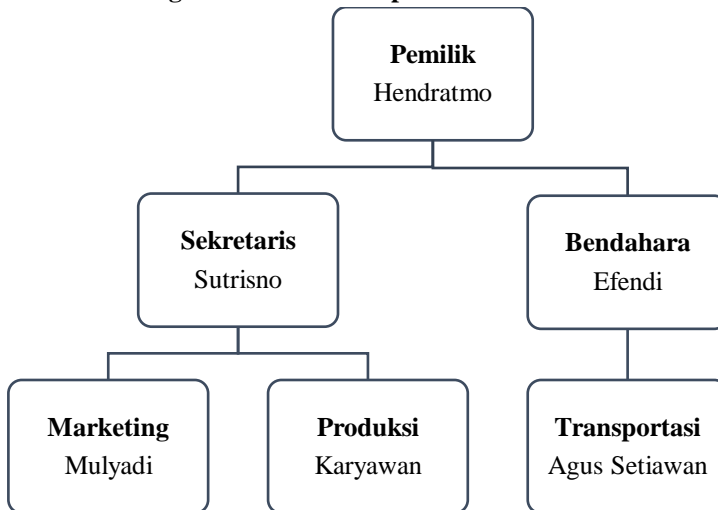 Pemilik
Hendratmo
Sekretaris
Sutrisno
Bendahara
Efendi
Marketing
Mulyadi
Produksi
Karyawan
Transportasi
Agus Setiawan